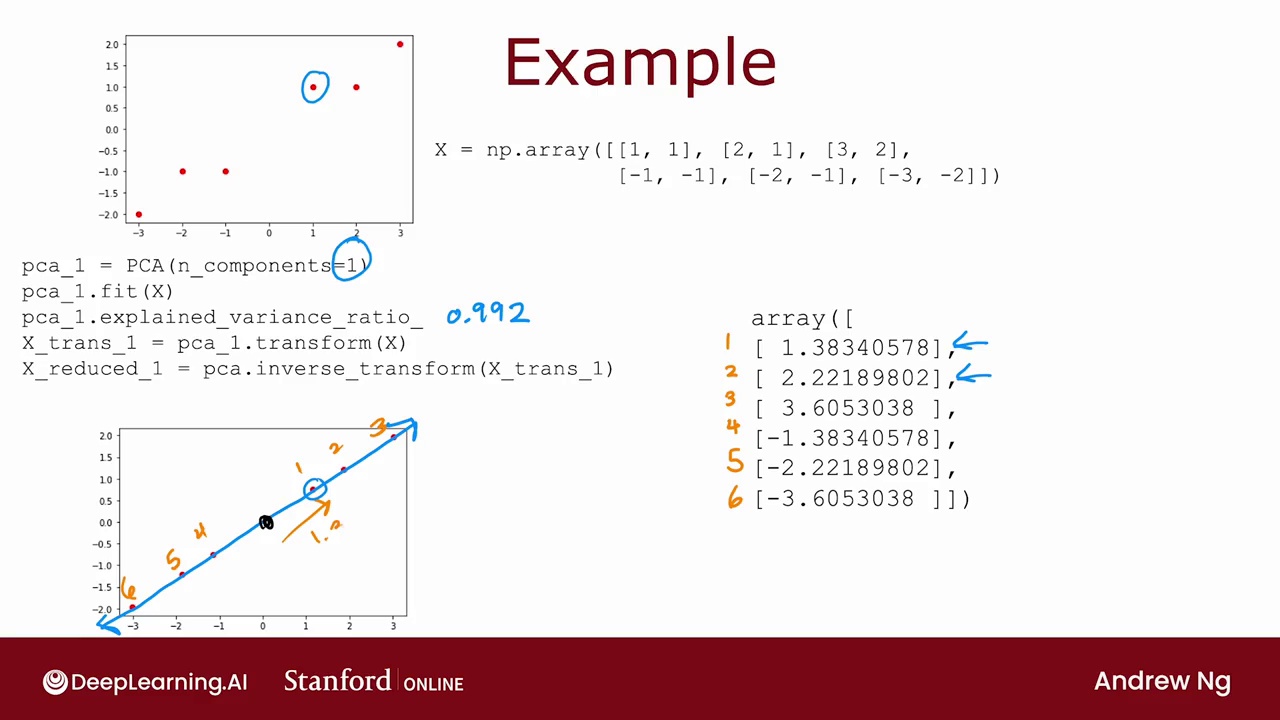 Example
2.0
1.5
1.0
0.5
0.0
−0.5
−1.0
−1.5
−2.0
−3 −2 −1 0 1 2 3
X = np.array([[1, 1], [2, 1], [3, 2],
[-1, -1], [-2, -1], [-3, -2]])
pca_1 = PCA(n_components=1)
pca_1.fit(X)
pca_1.explained_variance_ratio_ 0.992
X_trans_1 = pca_1.transform(X)
X_reduced_1 = pca.inverse_transform(X_trans_1)
array([
1 [ 1.38340578],
2 [ 2.22189802],
3 [ 3.6053038 ],
4 [-1.38340578],
5 [-2.22189802],
6 [-3.6053038 ]])
2.0
1.5
1.0
0.5
0.0
−0.5
−1.0
−1.5
−2.0
3
2
1
4
5
6
−3 −2 −1 0 1 2 3
DeepLearning.AI Stanford ONLINE Andrew Ng